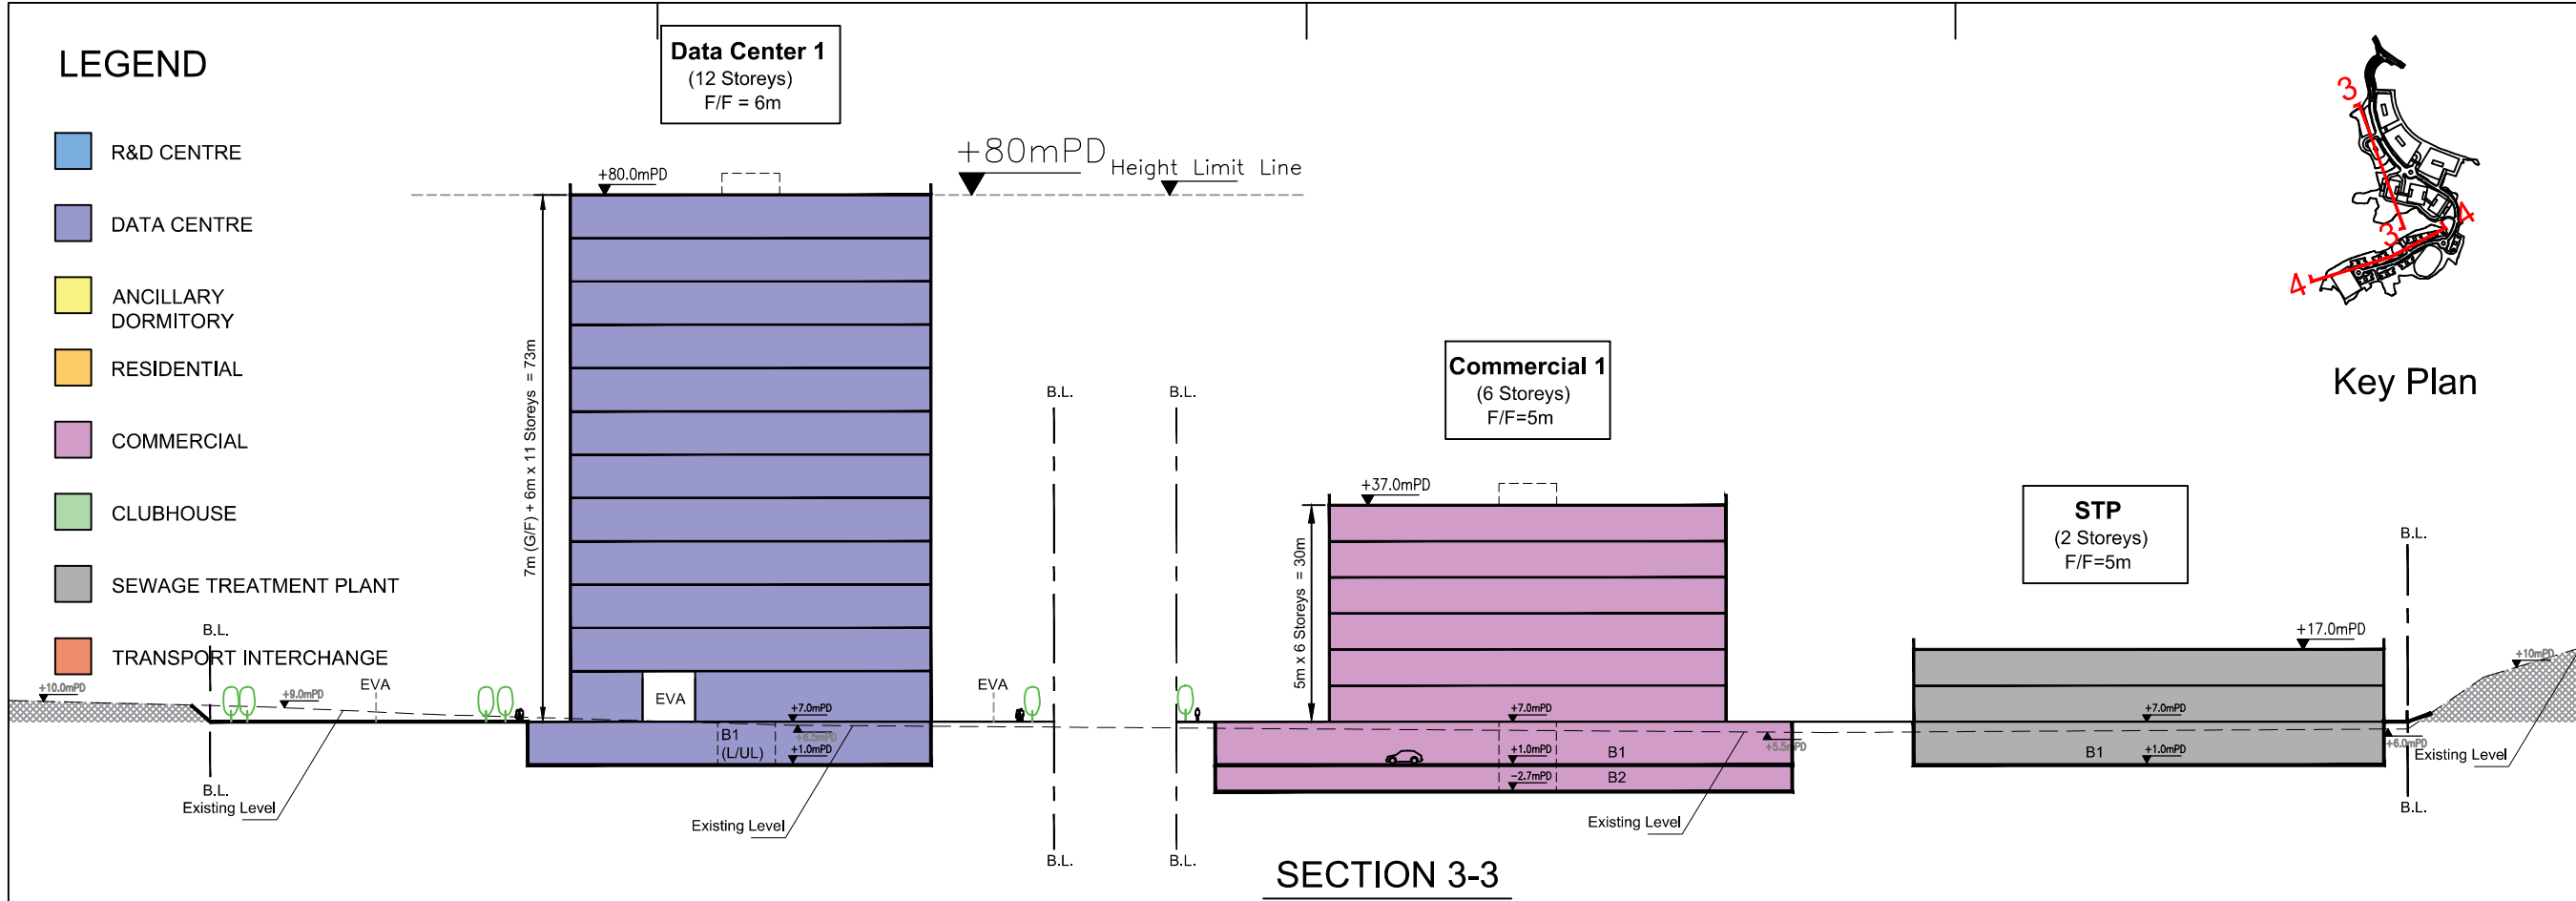 LEGEND
R&D CENTRE
DATA CENTRE
ANCILLARY
DORMITORY
RESIDENTIAL
COMMERCIAL
CLUBHOUSE
SEWAGE TREATMENT PLANT
TRANSPORT INTERCHANGE
Data Center 1
(12 Storeys)
F/F = 6m
+80.0mPD
+80mPD
Height Limit Line
7m (G/F) + 6m x 11 Storeys = 73m
Commercial 1
(6 Storeys)
F/F=5m
+37.0mPD
5m x 6 Storeys = 30m
STP
(2 Storeys)
F/F=5m
+17.0mPD
3
3
4
4
Key Plan
B.L.
B.L.
B.L.
B.L.
+10.0mPD
+9.0mPD
EVA
EVA
EVA
+7.0mPD
+6.5mPD
B1
(L/UL)
+1.0mPD
+7.0mPD
+1.0mPD
B1
-2.7mPD
B2
+5.5mPD
+7.0mPD
B1
+1.0mPD
+10mPD
+6.0mPD
B.L.
Existing Level
Existing Level
B.L.
B.L.
Existing Level
Existing Level
B.L.
SECTION 3-3